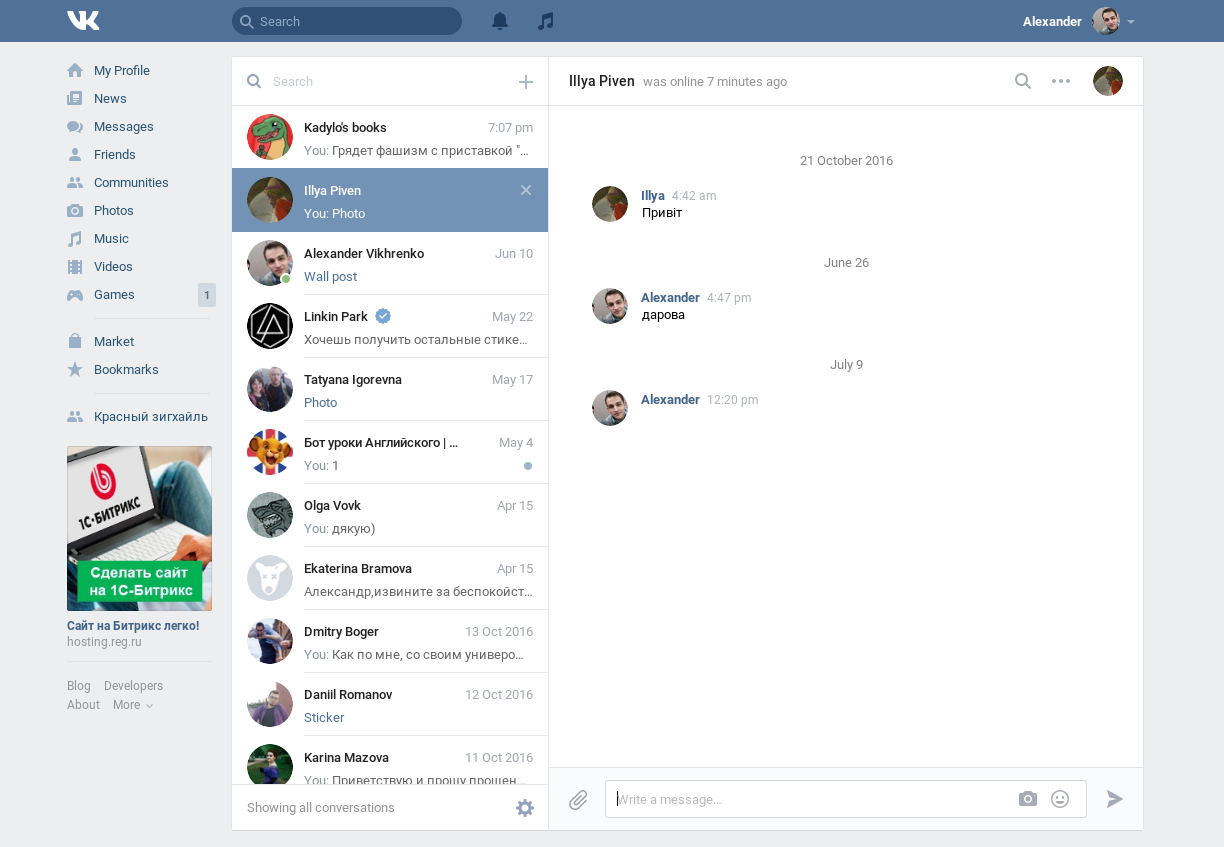 Search
Alexander
My Profile
News
Messages
Friends
Communities
Photos
Music
Videos
Games 1
Market
Bookmarks
Красный зигхайль
1С-БИТРИКС
Сделать сайт
на 1С-Битрикс
Сайт на Битрикс легко!
hosting.reg.ru
Blog Developers
About More
Search
Kadylo's books 7:07 pm
You: Грядет фашизм с приставкой "...
Illya Piven
You: Photo
Alexander Vikhrenko Jun 10
Wall post
Linkin Park May 22
Хочешь получить остальные стике...
Tatyana Igorevna May 17
Photo
Бот уроки Английского | ... May 4
You: 1
Olga Vovk Apr 15
You: дякую)
Ekaterina Bramova Apr 15
Александр,извините за беспокойст...
Dmitry Boger 13 Oct 2016
You: Как по мне, со своим универо...
Daniil Romanov 12 Oct 2016
Sticker
Karina Mazova 11 Oct 2016
You: Приветствую и прошу прощен...
Showing all conversations
Illya Piven was online 7 minutes ago
21 October 2016
Illya 4:42 am
Привіт
June 26
Alexander 4:47 pm
дарова
July 9
Alexander 12:20 pm
Write a message...